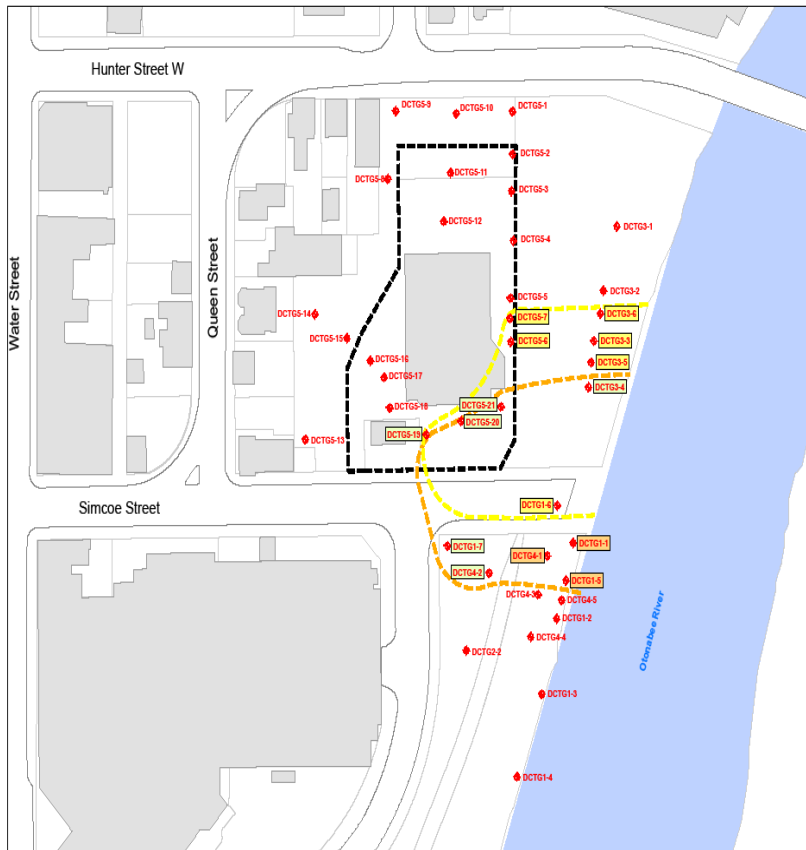 Hunter Street W
DCTG5-9
DCTG5-10
DCTG5-1
DCTG5-2
DCTG5-11
DCTG5-8
DCTG5-3
DCTG5-12
DCTG3-1
DCTG5-4
Water Street
Queen Street
DCTG3-2
DCTG5-5
DCTG5-14
DCTG5-7
DCTG3-6
DCTG5-15
DCTG5-6
DCTG3-3
DCTG5-16
DCTG3-5
DCTG5-17
DCTG3-4
DCTG5-18
DCTG5-21
DCTG5-20
DCTG5-19
DCTG5-13
Simcoe Street
DCTG1-6
DCTG1-7
DCTG1-1
DCTG4-1
DCTG4-2
DCTG1-5
DCTG4-3
DCTG4-5
DCTG1-2
Otonabee River
DCTG4-4
DCTG2-2
DCTG1-3
DCTG1-4